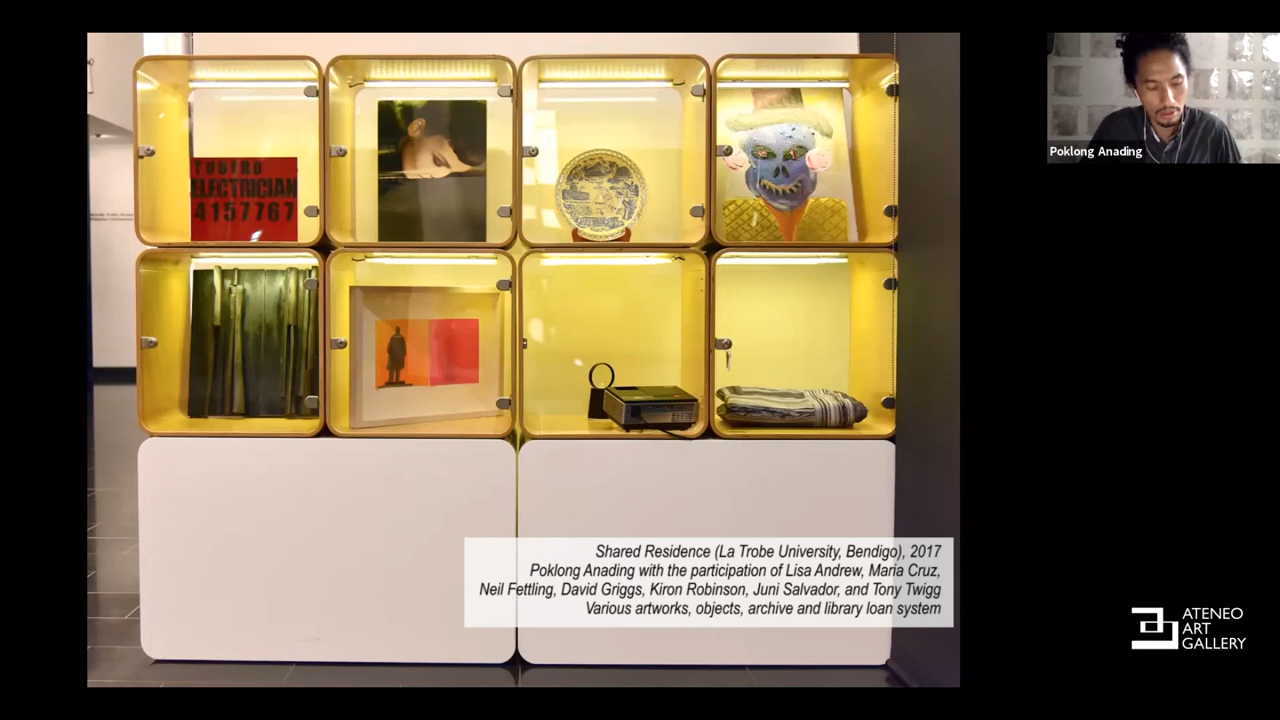 TUBERO
ELECTRICIAN
4157767
Poklong Anading
Shared Residence (La Trobe University, Bendigo), 2017
Poklong Anading with the participation of Lisa Andrew, Maria Cruz,
Neil Fettling, David Griggs, Kiron Robinson, Juni Salvador, and Tony Twigg
Various artworks, objects, archive and library loan system
ATENEO
ART
GALLERY